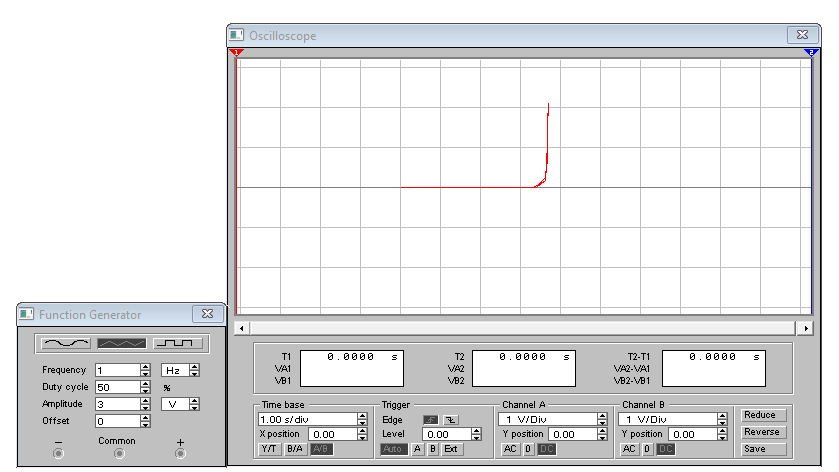 Oscilloscope
1 2
Function Generator
Frequency 1 Hz
Duty cycle 50 %
Amplitude 3 V
Offset 0
− Common +
T1 0.0000 s
VA1
VB1
T2 0.0000 s
VA2
VB2
T2-T1 0.0000 s
VA2-VA1
VB2-VB1
Time base
1.00 s/div
X position 0.00
Y/T B/A A/B
Trigger
Edge
Level 0.00
Auto A B Ext
Channel A
1 V/Div
Y position 0.00
AC 0 DC
Channel B
1 V/Div
Y position 0.00
AC 0 DC
Reduce
Reverse
Save